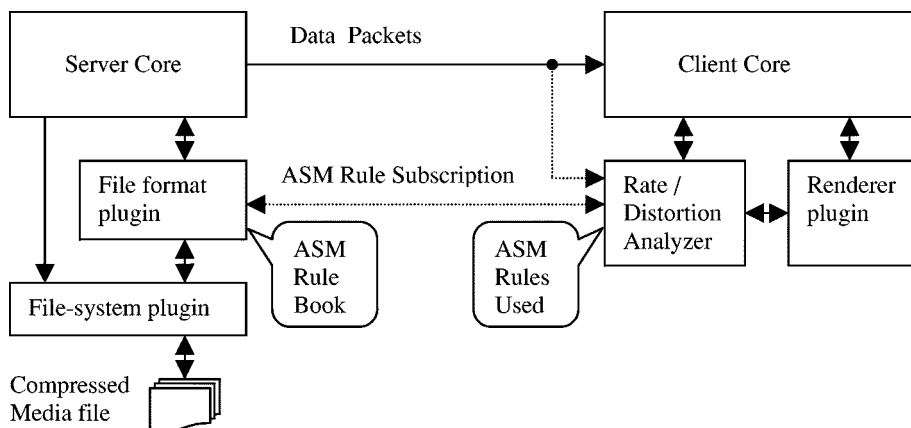 Data Packets
Server Core
Client Core
File format
plugin
ASM Rule Subscription
Rate /
Distortion
Analyzer
Renderer
plugin
ASM
Rule
Book
ASM
Rules
Used
File-system plugin
Compressed
Media file